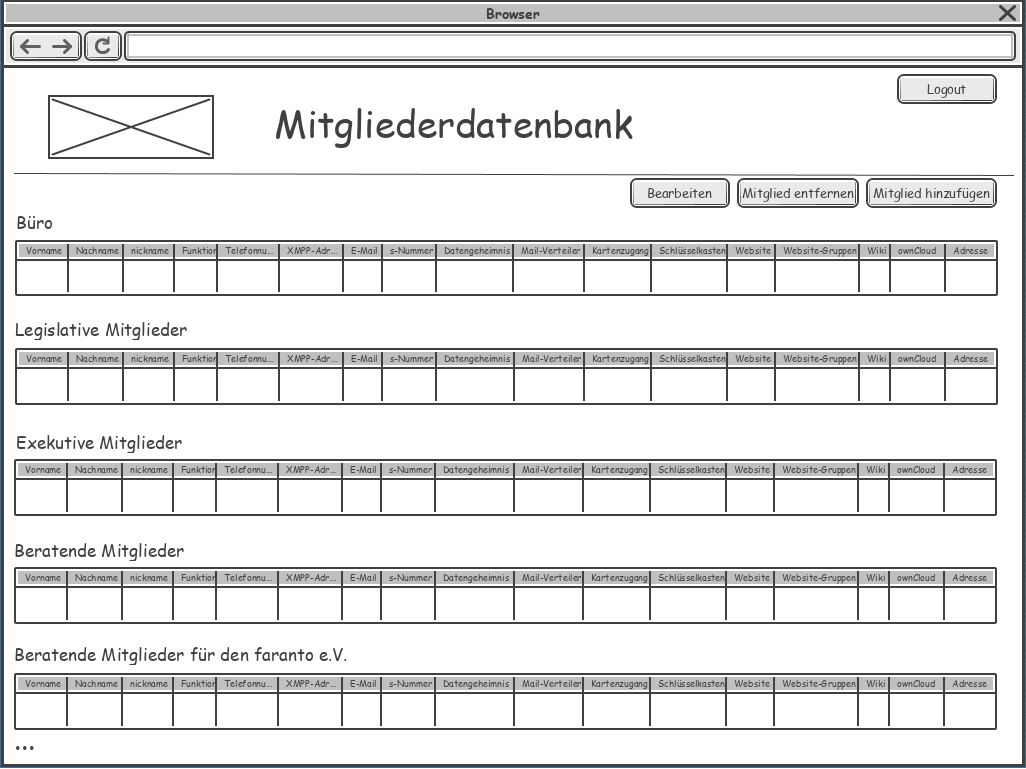 Browser
Logout
Mitgliederdatenbank
Bearbeiten Mitglied entfernen Mitglied hinzufügen
Büro
Vorname Nachname nickname Funktion Telefonnu... XMPP-Adr... E-Mail s-Nummer Datengeheimnis Mail-Verteiler Kartenzugang Schlüsselkasten Website Website-Gruppen Wiki ownCloud Adresse
Legislative Mitglieder
Vorname Nachname nickname Funktion Telefonnu... XMPP-Adr... E-Mail s-Nummer Datengeheimnis Mail-Verteiler Kartenzugang Schlüsselkasten Website Website-Gruppen Wiki ownCloud Adresse
Exekutive Mitglieder
Vorname Nachname nickname Funktion Telefonnu... XMPP-Adr... E-Mail s-Nummer Datengeheimnis Mail-Verteiler Kartenzugang Schlüsselkasten Website Website-Gruppen Wiki ownCloud Adresse
Beratende Mitglieder
Vorname Nachname nickname Funktion Telefonnu... XMPP-Adr... E-Mail s-Nummer Datengeheimnis Mail-Verteiler Kartenzugang Schlüsselkasten Website Website-Gruppen Wiki ownCloud Adresse
Beratende Mitglieder für den faranto e.V.
Vorname Nachname nickname Funktion Telefonnu... XMPP-Adr... E-Mail s-Nummer Datengeheimnis Mail-Verteiler Kartenzugang Schlüsselkasten Website Website-Gruppen Wiki ownCloud Adresse
...